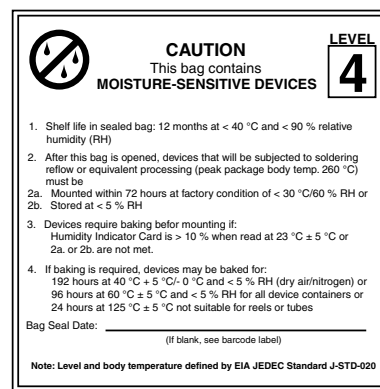 LEVEL
4
CAUTION
This bag contains
MOISTURE-SENSITIVE DEVICES
1. Shelf life in sealed bag: 12 months at < 40 °C and < 90 % relative
humidity (RH)
2. After this bag is opened, devices that will be subjected to soldering
reflow or equivalent processing (peak package body temp. 260 °C)
must be
2a. Mounted within 72 hours at factory condition of < 30 °C/60 % RH or
2b. Stored at < 5 % RH
3. Devices require baking befor mounting if:
Humidity Indicator Card is > 10 % when read at 23 °C ± 5 °C or
2a. or 2b. are not met.
4. If baking is required, devices may be baked for:
192 hours at 40 °C + 5 °C/- 0 °C and < 5 % RH (dry air/nitrogen) or
96 hours at 60 °C ± 5 °C and < 5 % RH for all device containers or
24 hours at 125 °C ± 5 °C not suitable for reels or tubes
Bag Seal Date:
(If blank, see barcode label)
Note: Level and body temperature defined by EIA JEDEC Standard J-STD-020